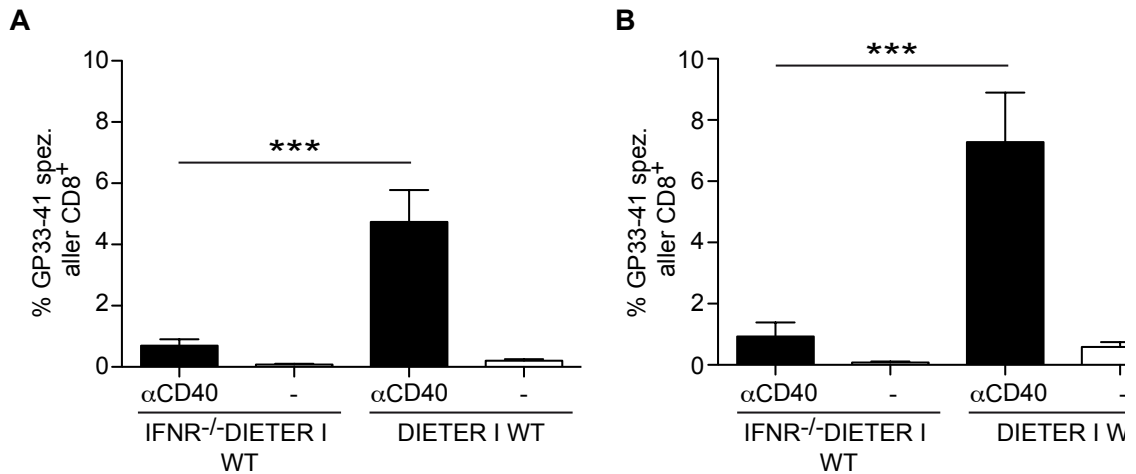 A
10
8
6
4
2
0
% GP33-41 spez.
aller CD8+
***
αCD40 - αCD40 -
IFNR-/-DIETER I
WT
DIETER I WT
B
10
8
6
4
2
0
% GP33-41 spez.
aller CD8+
***
αCD40 - αCD40 -
IFNR-/-DIETER I
WT
DIETER I W